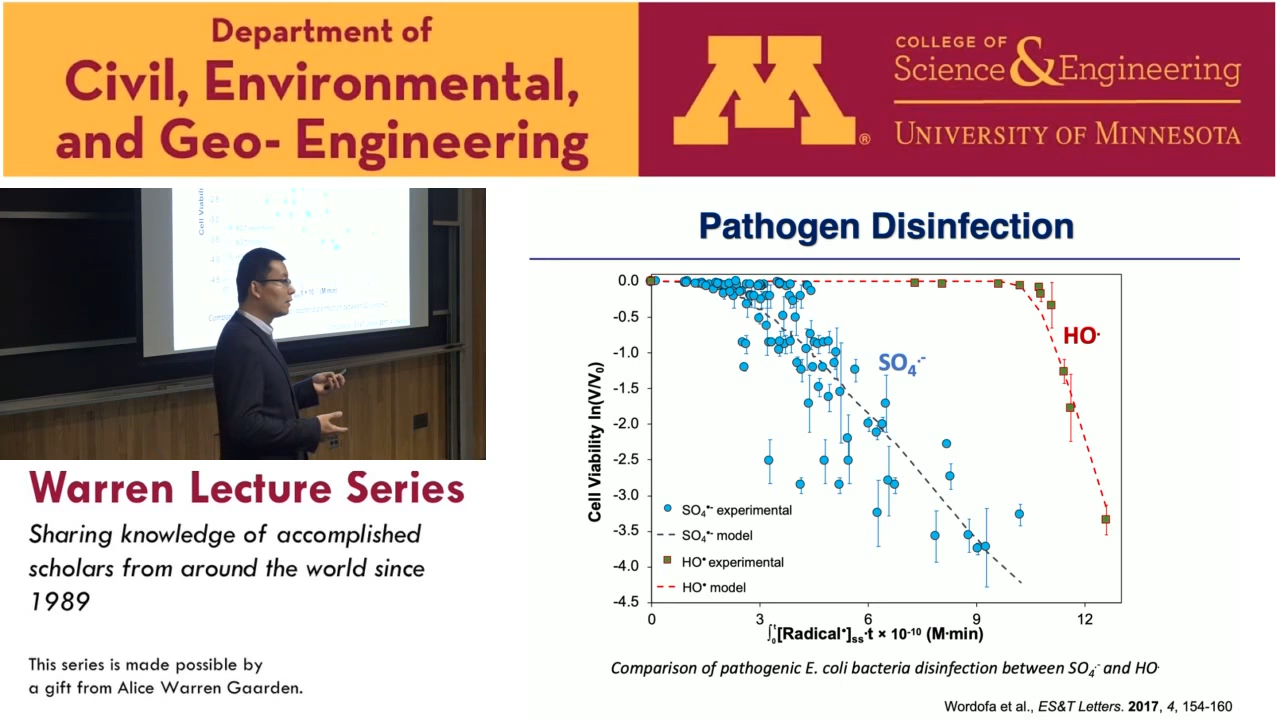 Department of
Civil, Environmental,
and Geo- Engineering
M®
COLLEGE OF
Science & Engineering
UNIVERSITY OF MINNESOTA
Cell Viabili
Warren Lecture Series
Sharing knowledge of accomplished
scholars from around the world since
1989
This series is made possible by
a gift from Alice Warren Gaarden.
Pathogen Disinfection
Cell Viability ln(V/V₀)
0.0
-0.5
-1.0
-1.5
-2.0
-2.5
-3.0
-3.5
-4.0
-4.5
SO₄·⁻
HO·
SO₄•⁻ experimental
SO₄•⁻ model
HO• experimental
HO• model
0 3 6 9 12
∫₀ᵗ[Radical•]ss·t × 10⁻¹⁰ (M·min)
Comparison of pathogenic E. coli bacteria disinfection between SO₄·⁻ and HO·
Wordofa et al., ES&T Letters. 2017, 4, 154-160